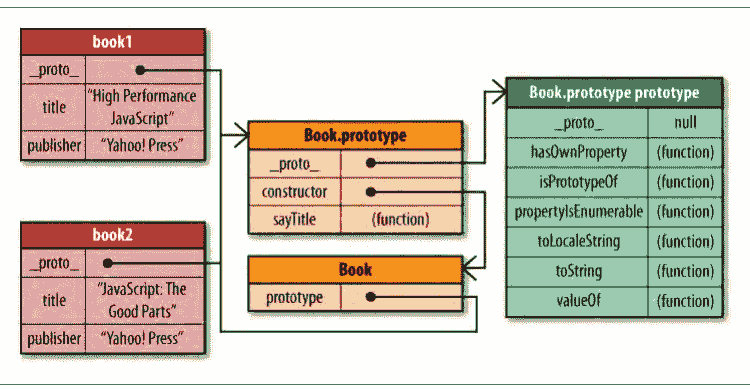 book1
_proto_
title "High Performance
JavaScript"
publisher "Yahoo! Press"
book2
_proto_
title "JavaScript: The
Good Parts"
publisher "Yahoo! Press"
Book.prototype
_proto_
constructor
sayTitle (function)
Book
prototype
Book.prototype prototype
_proto_ null
hasOwnProperty (function)
isPrototypeOf (function)
propertyIsEnumerable (function)
toLocaleString (function)
toString (function)
valueOf (function)